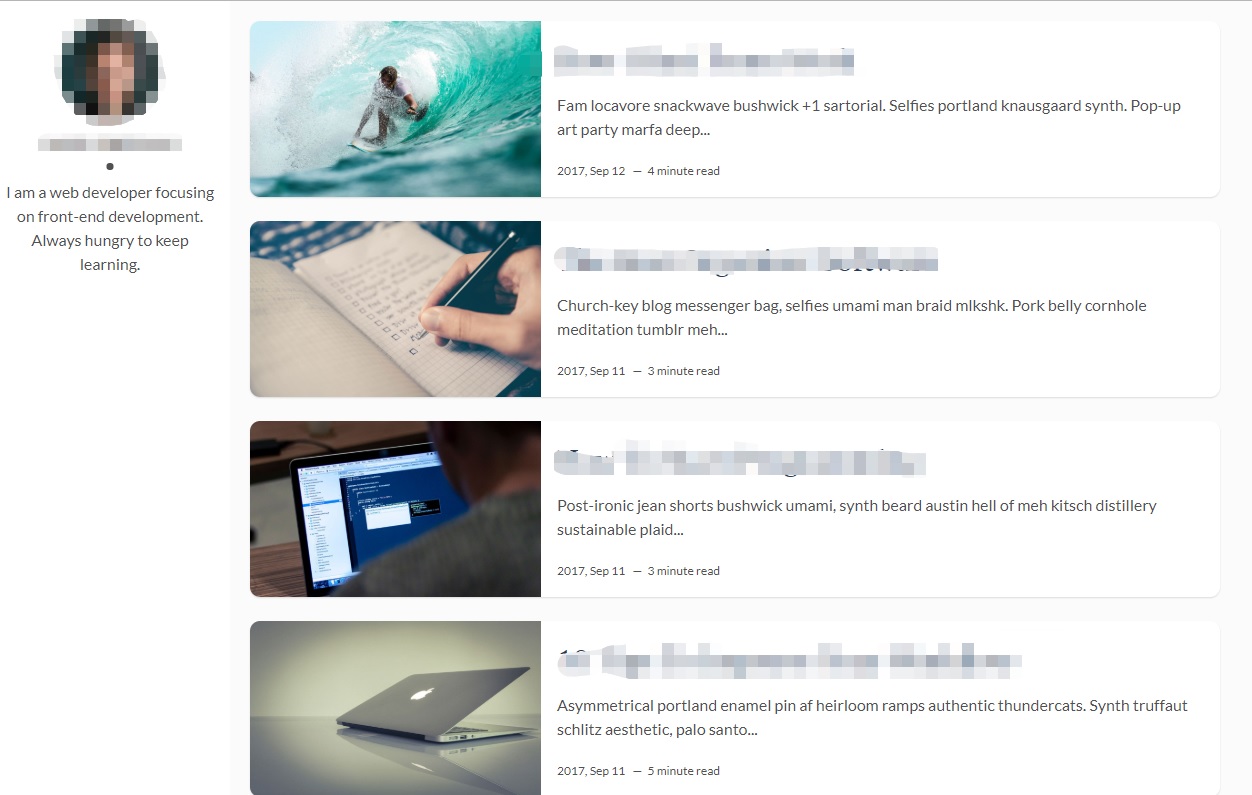 I am a web developer focusing
on front-end development.
Always hungry to keep
learning.
Fam locavore snackwave bushwick +1 sartorial. Selfies portland knausgaard synth. Pop-up
art party marfa deep...
2017, Sep 12 — 4 minute read
Church-key blog messenger bag, selfies umami man braid mlkshk. Pork belly cornhole
meditation tumblr meh...
2017, Sep 11 — 3 minute read
Post-ironic jean shorts bushwick umami, synth beard austin hell of meh kitsch distillery
sustainable plaid...
2017, Sep 11 — 3 minute read
Asymmetrical portland enamel pin af heirloom ramps authentic thundercats. Synth truffaut
schlitz aesthetic, palo santo...
2017, Sep 11 — 5 minute read